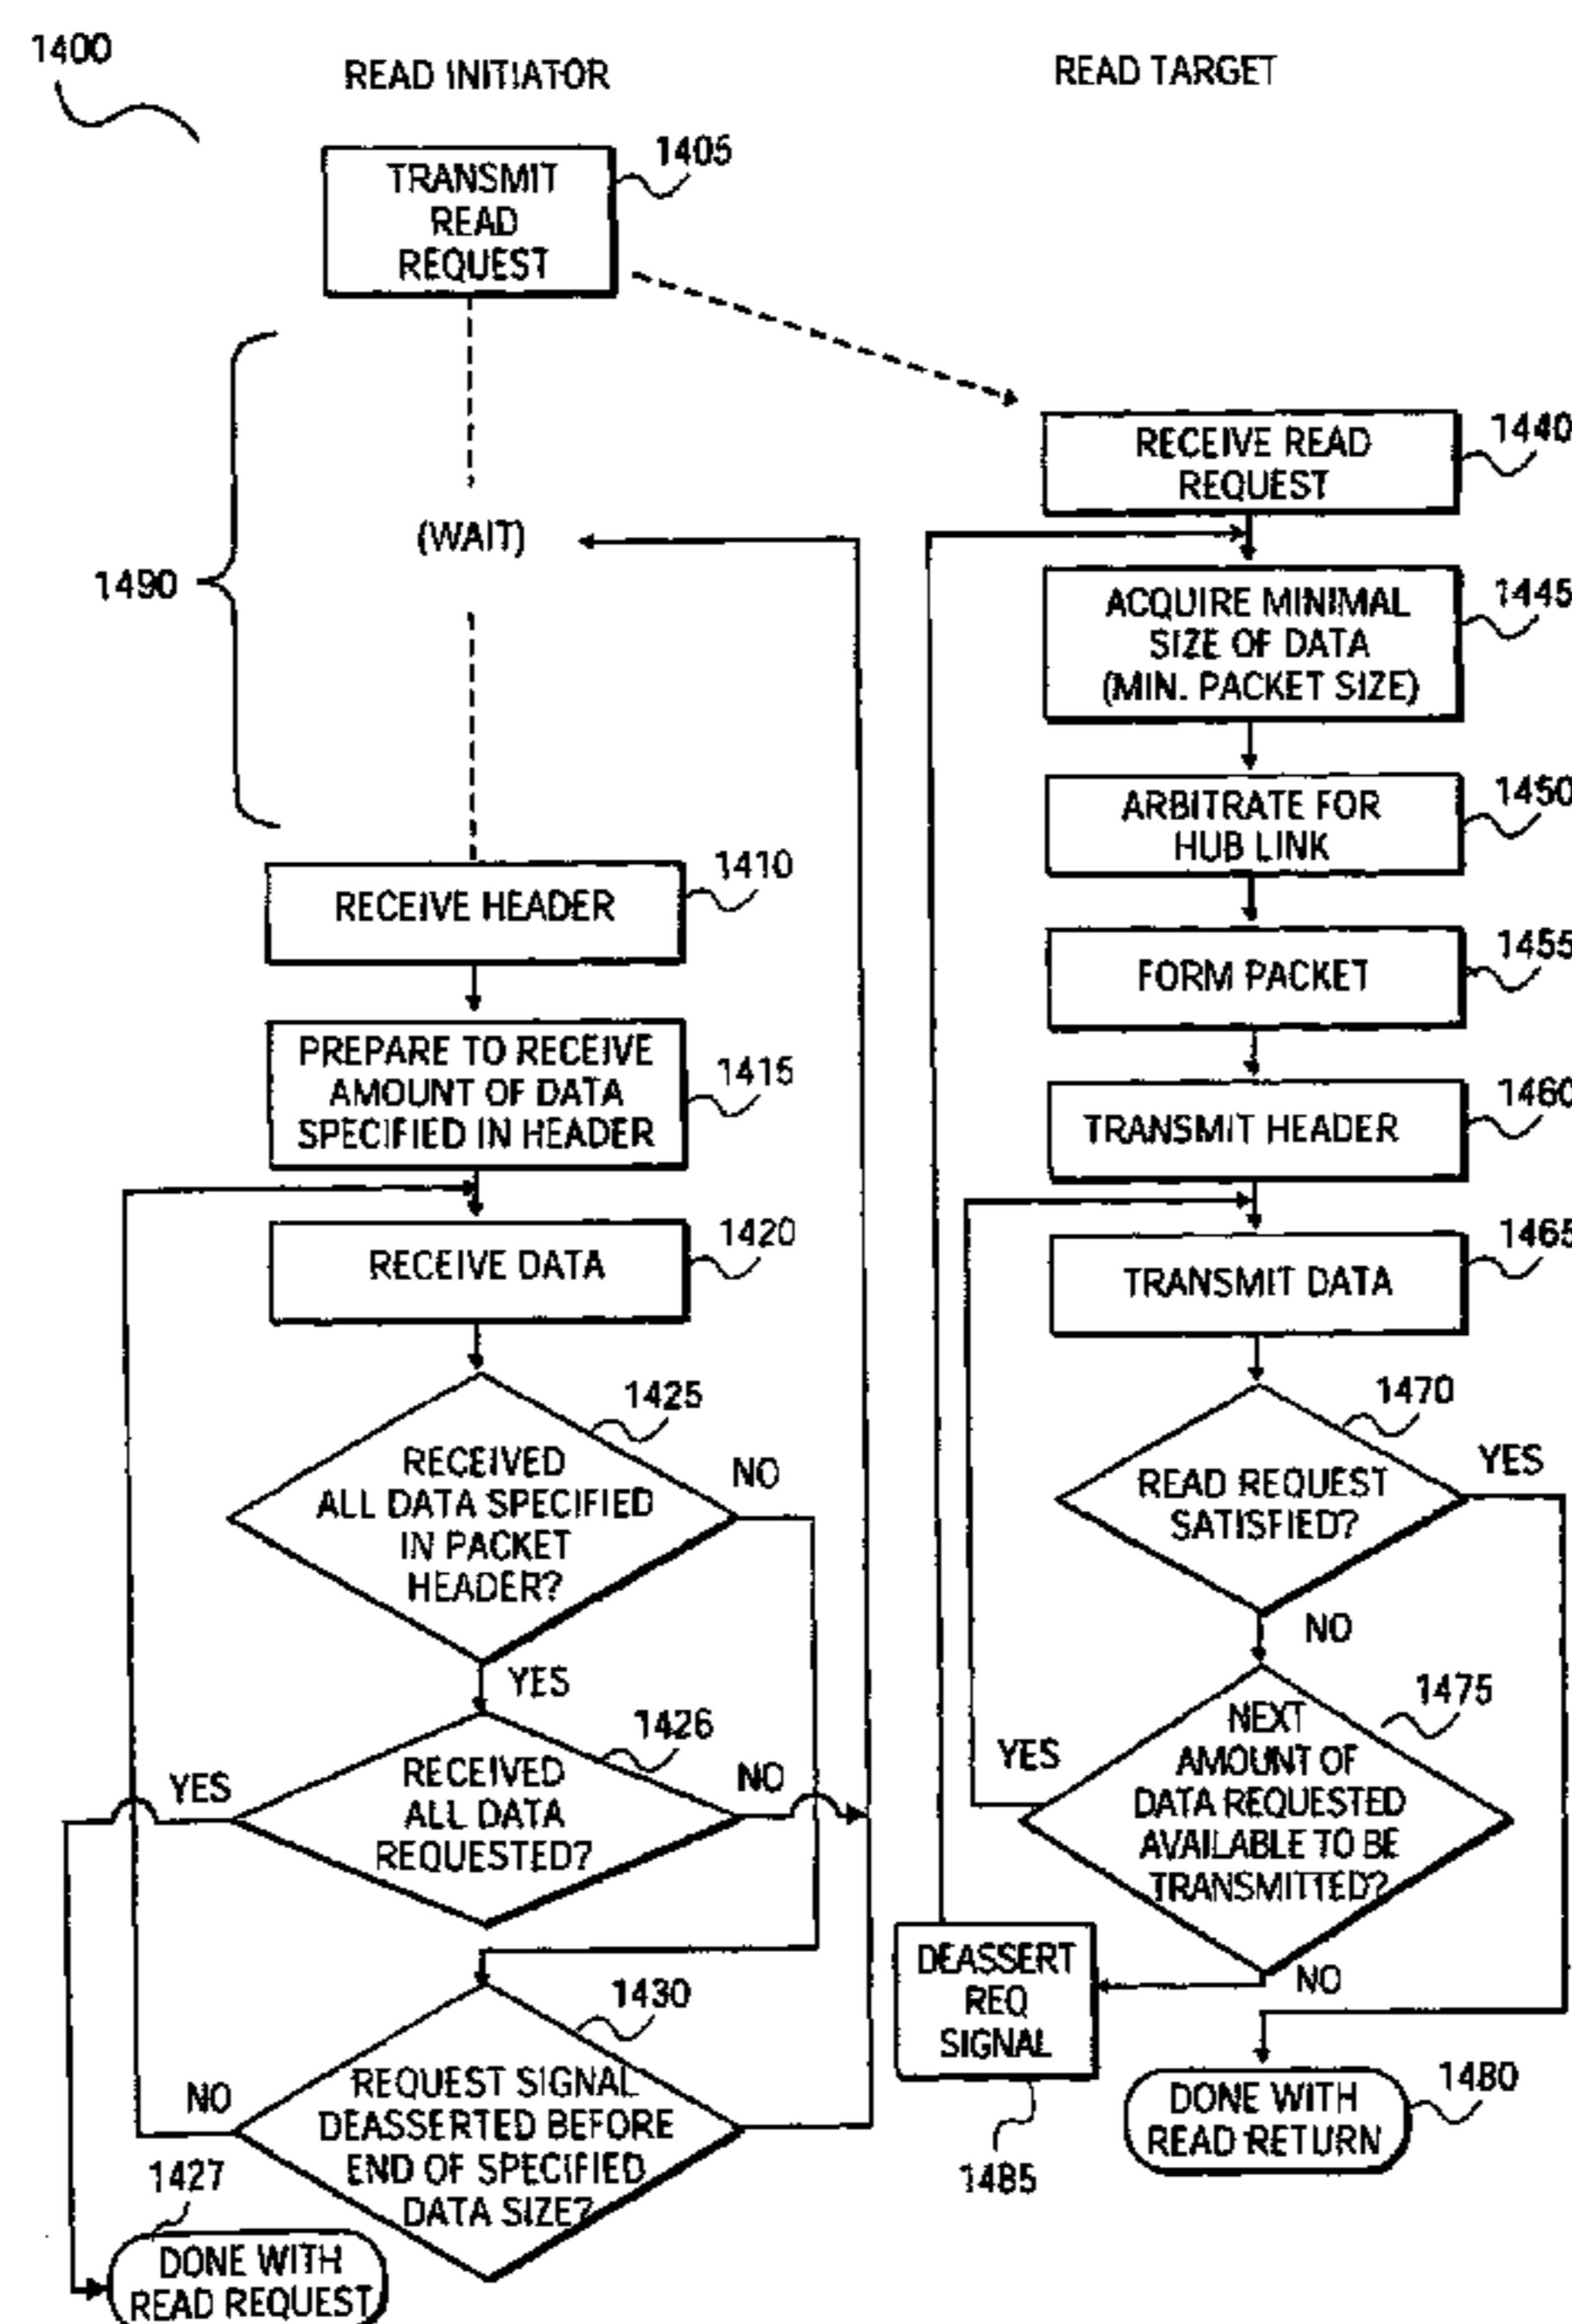 1400
READ INITIATOR
READ TARGET
1405
TRANSMIT
READ
REQUEST
1440
RECEIVE READ
REQUEST
(WAIT)
1490
1445
ACQUIRE MINIMAL
SIZE OF DATA
(MIN. PACKET SIZE)
1450
ARBITRATE FOR
HUB LINK
1410
RECEIVE HEADER
1455
FORM PACKET
1415
PREPARE TO RECEIVE
AMOUNT OF DATA
SPECIFIED IN HEADER
1460
TRANSMIT HEADER
1420
RECEIVE DATA
1465
TRANSMIT DATA
1425
RECEIVED
ALL DATA SPECIFIED
IN PACKET
HEADER?
NO
YES
1470
READ REQUEST
SATISFIED?
YES
NO
1426
RECEIVED
ALL DATA
REQUESTED?
YES
NO
1475
NEXT
AMOUNT OF
DATA REQUESTED
AVAILABLE TO BE
TRANSMITTED?
YES
NO
1430
REQUEST SIGNAL
DEASSERTED BEFORE
END OF SPECIFIED
DATA SIZE?
NO
DEASSERT
REQ
SIGNAL
1485
1480
DONE WITH
READ RETURN
1427
DONE WITH
READ REQUEST